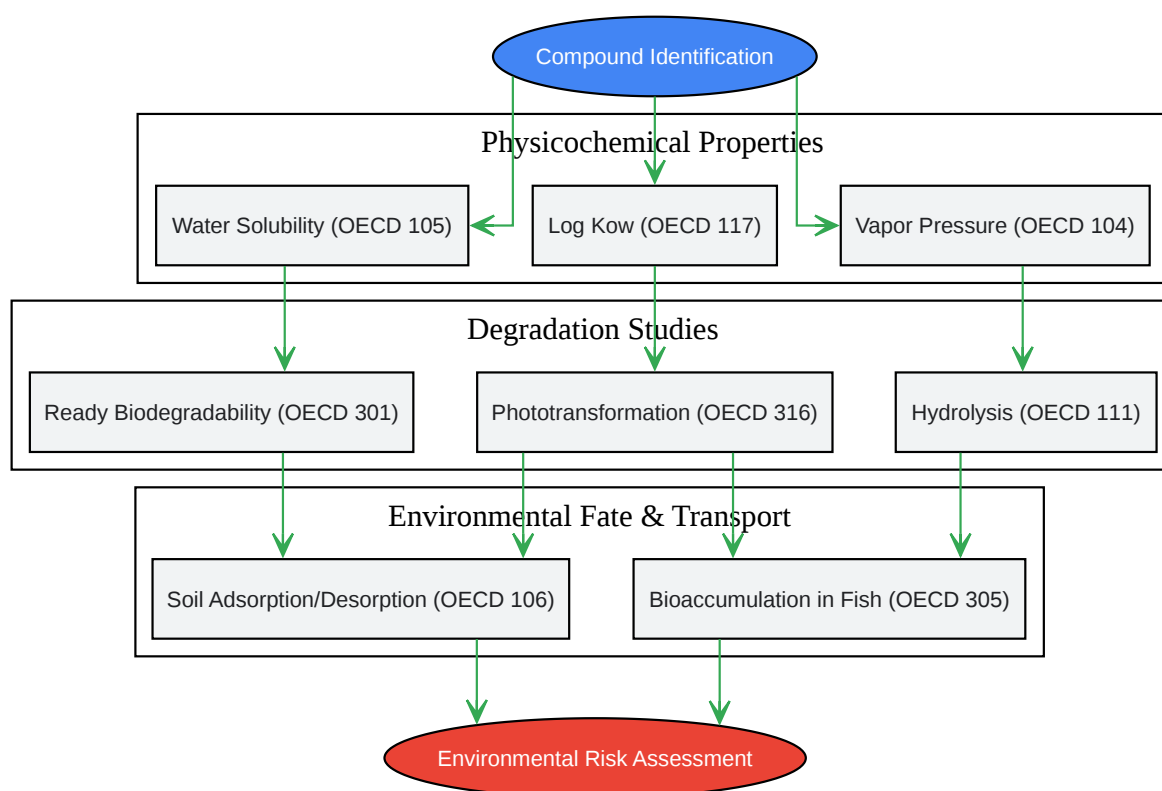 Compound Identification
Physicochemical Properties
Water Solubility (OECD 105)
Log Kow (OECD 117)
Vapor Pressure (OECD 104)
Degradation Studies
Ready Biodegradability (OECD 301)
Phototransformation (OECD 316)
Hydrolysis (OECD 111)
Environmental Fate & Transport
Soil Adsorption/Desorption (OECD 106)
Bioaccumulation in Fish (OECD 305)
Environmental Risk Assessment